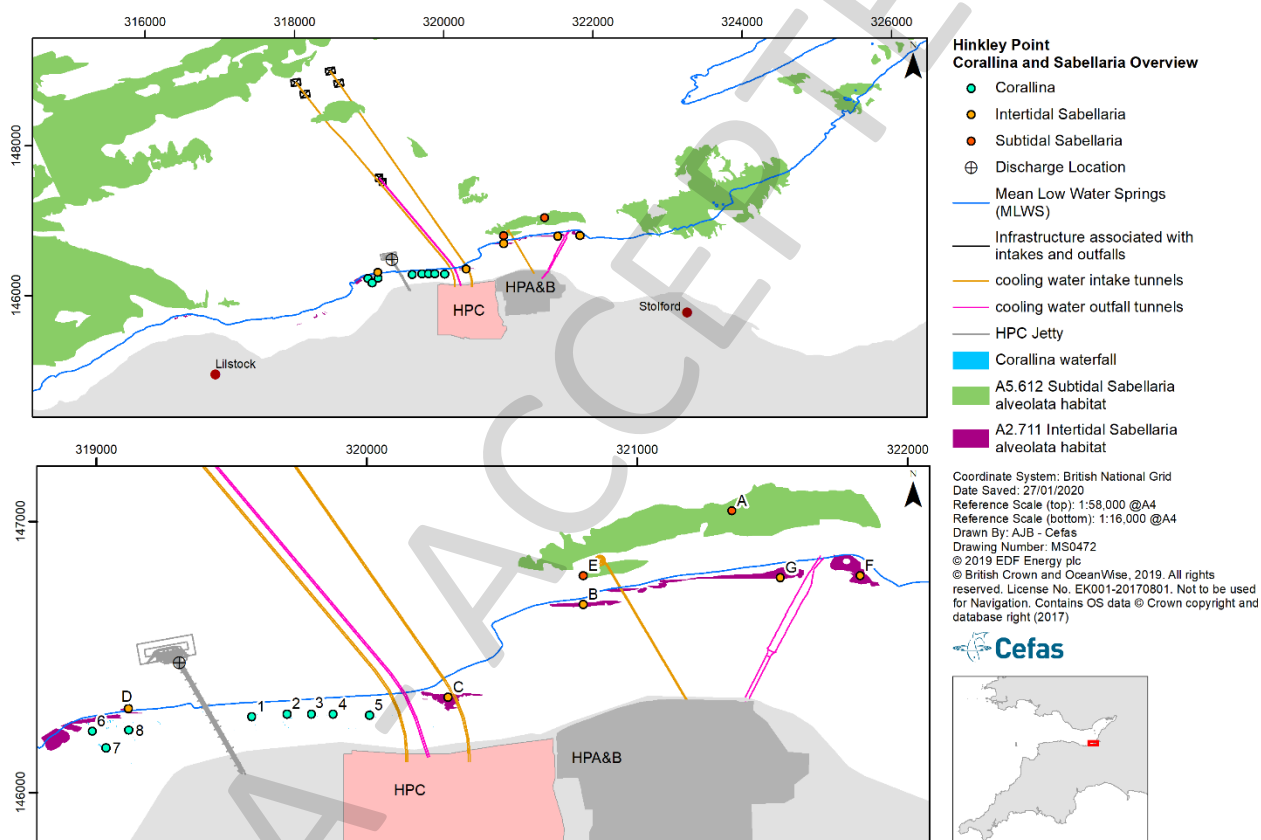 316000 318000 320000 322000 324000 326000
148000
146000
N
HPC
HPA&B
Stolford
Lilstock
319000 320000 321000 322000
147000
146000
N
A
E
B
G
F
C
D
1 2 3 4 5
6
8
7
HPC
HPA&B
Hinkley Point
Corallina and Sabellaria Overview
Corallina
Intertidal Sabellaria
Subtidal Sabellaria
Discharge Location
Mean Low Water Springs
(MLWS)
Infrastructure associated with
intakes and outfalls
cooling water intake tunnels
cooling water outfall tunnels
HPC Jetty
Corallina waterfall
A5.612 Subtidal Sabellaria
alveolata habitat
A2.711 Intertidal Sabellaria
alveolata habitat
Coordinate System: British National Grid
Date Saved: 27/01/2020
Reference Scale (top): 1:58,000 @A4
Reference Scale (bottom): 1:16,000 @A4
Drawn By: AJB - Cefas
Drawing Number: MS0472
© 2019 EDF Energy plc
© British Crown and OceanWise, 2019. All rights
reserved. License No. EK001-20170801. Not to be used
for Navigation. Contains OS data © Crown copyright and
database right (2017)
Cefas